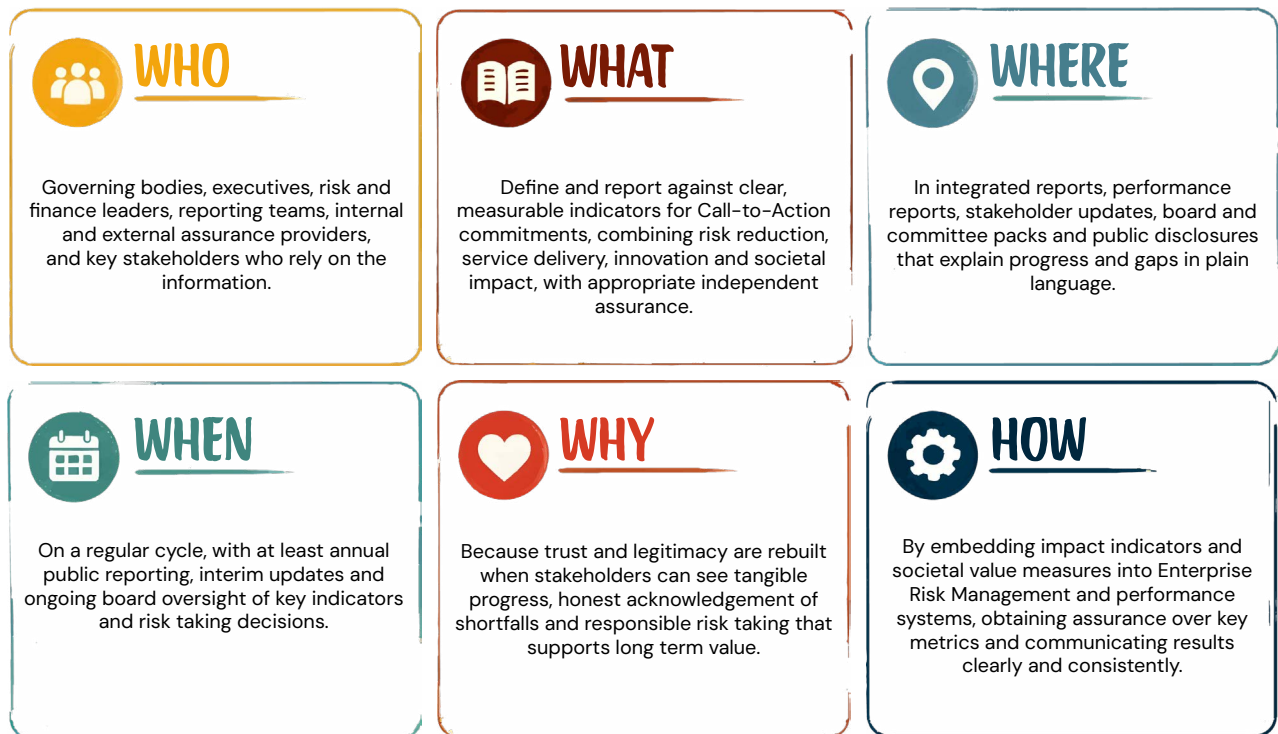 WHO
Governing bodies, executives, risk and
finance leaders, reporting teams, internal
and external assurance providers,
and key stakeholders who rely on the
information.
WHAT
Define and report against clear,
measurable indicators for Call-to-Action
commitments, combining risk reduction,
service delivery, innovation and societal
impact, with appropriate independent
assurance.
WHERE
In integrated reports, performance
reports, stakeholder updates, board and
committee packs and public disclosures
that explain progress and gaps in plain
language.
WHEN
On a regular cycle, with at least annual
public reporting, interim updates and
ongoing board oversight of key indicators
and risk taking decisions.
WHY
Because trust and legitimacy are rebuilt
when stakeholders can see tangible
progress, honest acknowledgement of
shortfalls and responsible risk taking that
supports long term value.
HOW
By embedding impact indicators and
societal value measures into Enterprise
Risk Management and performance
systems, obtaining assurance over key
metrics and communicating results
clearly and consistently.